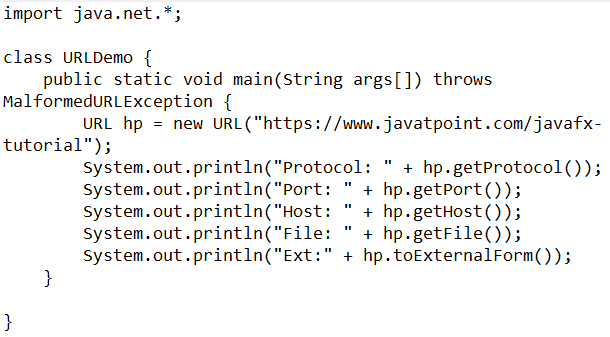 import java.net.*;

class URLDemo {
    public static void main(String args[]) throws
MalformedURLException {
        URL hp = new URL("https://www.javatpoint.com/javafx-
tutorial");
        System.out.println("Protocol: " + hp.getProtocol());
        System.out.println("Port: " + hp.getPort());
        System.out.println("Host: " + hp.getHost());
        System.out.println("File: " + hp.getFile());
        System.out.println("Ext:" + hp.toExternalForm());
    }

}